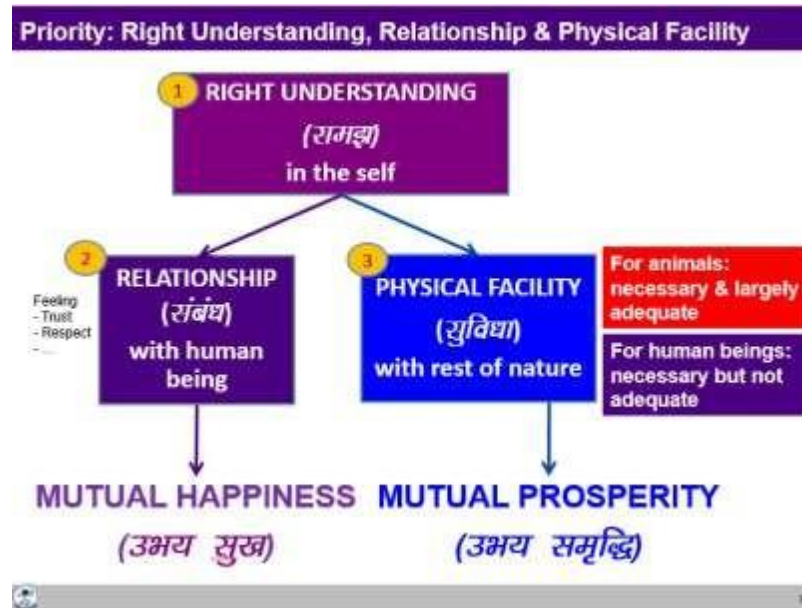 Priority: Right Understanding, Relationship & Physical Facility
1
RIGHT UNDERSTANDING
(रामझ)
in the self
2
RELATIONSHIP
(संबंध)
with human
being
Feeling
- Trust
- Respect
- ...
3
PHYSICAL FACILITY
(सुविधा)
with rest of nature
For animals:
necessary & largely
adequate
For human beings:
necessary but not
adequate
MUTUAL HAPPINESS
(उभय सुख)
MUTUAL PROSPERITY
(उभय समृद्धि)